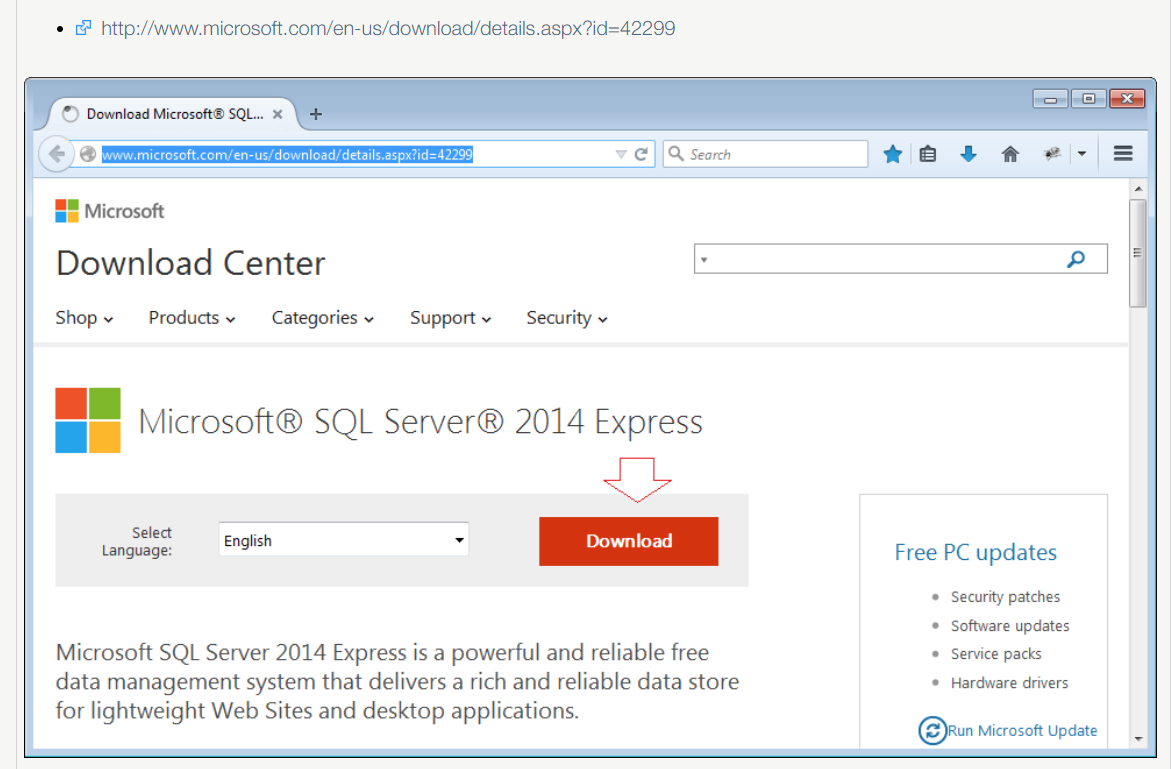 http://www.microsoft.com/en-us/download/details.aspx?id=42299
Download Microsoft® SQL...
www.microsoft.com/en-us/download/details.aspx?id=42299
Search
Microsoft
Download Center
Shop Products Categories Support Security
Microsoft® SQL Server® 2014 Express
Select
Language:
English
Download
Microsoft SQL Server 2014 Express is a powerful and reliable free
data management system that delivers a rich and reliable data store
for lightweight Web Sites and desktop applications.
Free PC updates
Security patches
Software updates
Service packs
Hardware drivers
Run Microsoft Update